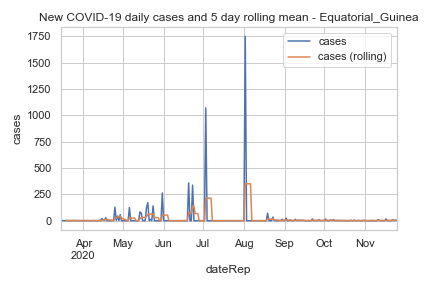 New COVID-19 daily cases and 5 day rolling mean - Equatorial_Guinea
cases
cases (rolling)
1750
1500
1250
1000
750
500
250
0
cases
Apr May Jun Jul Aug Sep Oct Nov
2020
dateRep